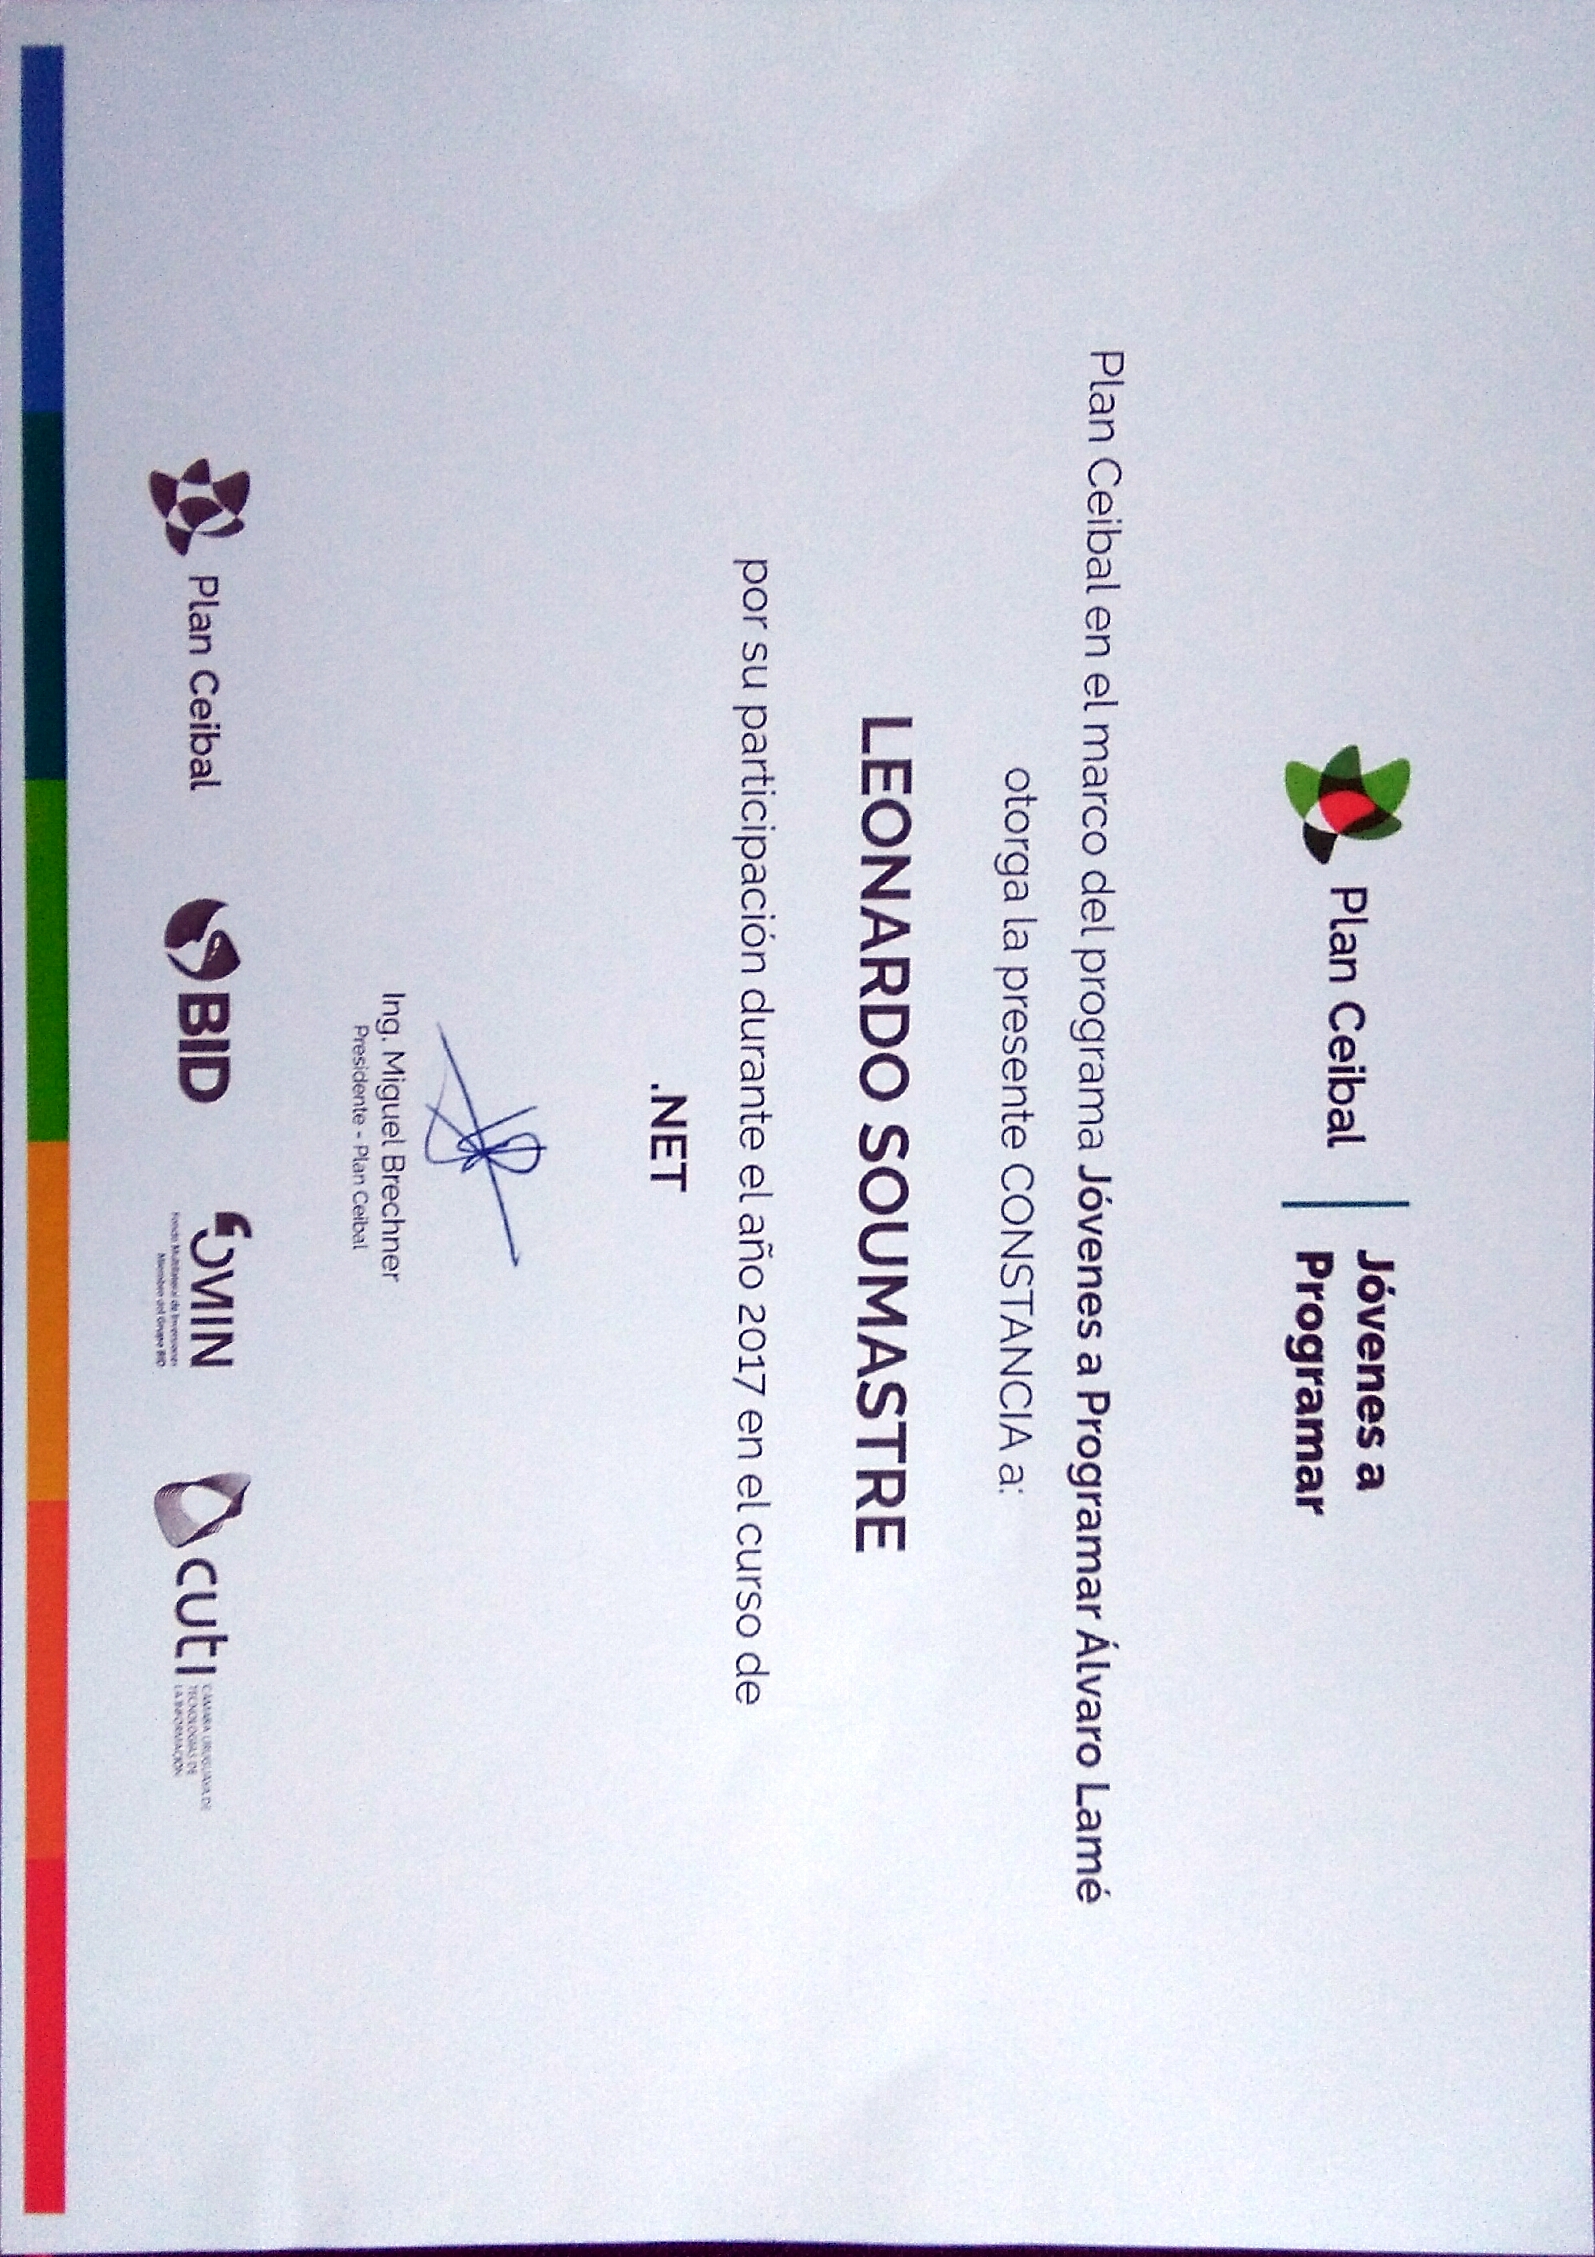 Plan Ceibal
Jóvenes a
Programar
Plan Ceibal en el marco del programa Jóvenes a Programar Álvaro Lamé
otorga la presente CONSTANCIA a:
LEONARDO SOUMASTRE
por su participación durante el año 2017 en el curso de
.NET
Ing. Miguel Brechner
Presidente - Plan Ceibal
Plan Ceibal
BID
FOMIN
Fondo Multilateral de Inversiones
Miembro del Grupo BID
cuti
CÁMARA URUGUAYA DE
TECNOLOGÍAS DE
LA INFORMACIÓN